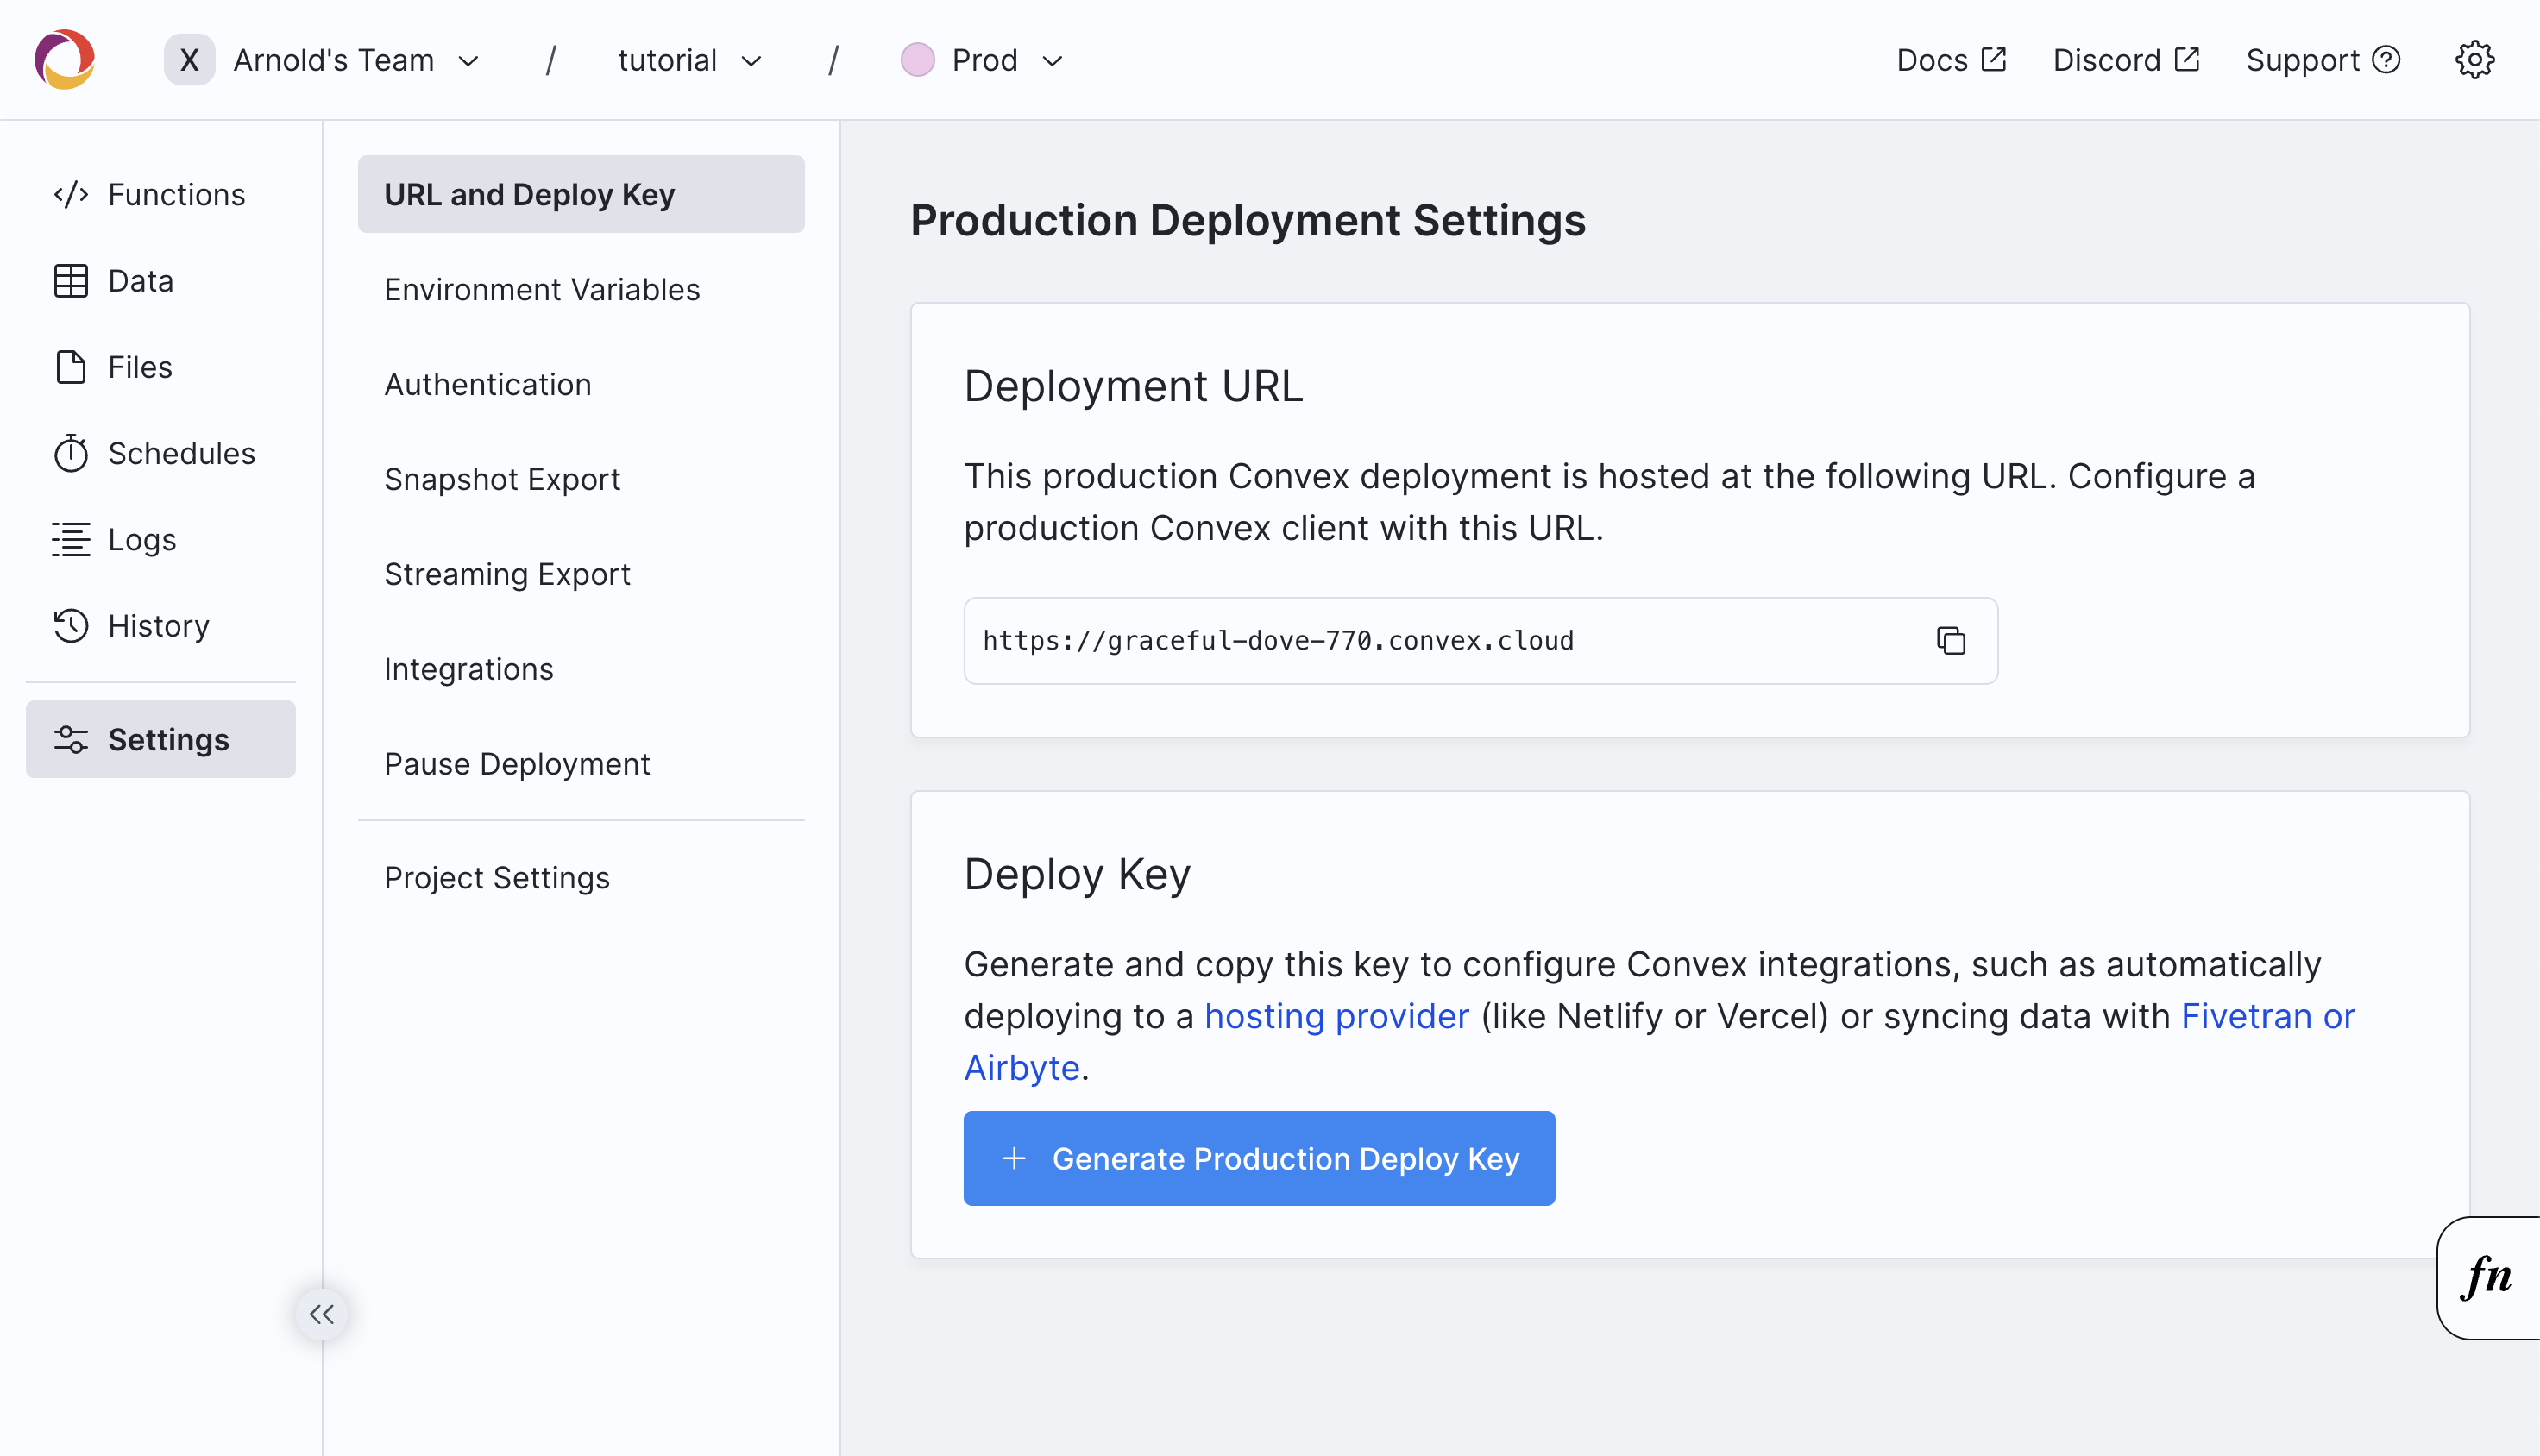 X Arnold's Team / tutorial / Prod Docs Discord Support
Functions
Data
Files
Schedules
Logs
History
Settings
URL and Deploy Key
Environment Variables
Authentication
Snapshot Export
Streaming Export
Integrations
Pause Deployment
Project Settings
Production Deployment Settings
Deployment URL
This production Convex deployment is hosted at the following URL. Configure a
production Convex client with this URL.
https://graceful-dove-770.convex.cloud
Deploy Key
Generate and copy this key to configure Convex integrations, such as automatically
deploying to a hosting provider (like Netlify or Vercel) or syncing data with Fivetran or
Airbyte.
+ Generate Production Deploy Key
fn